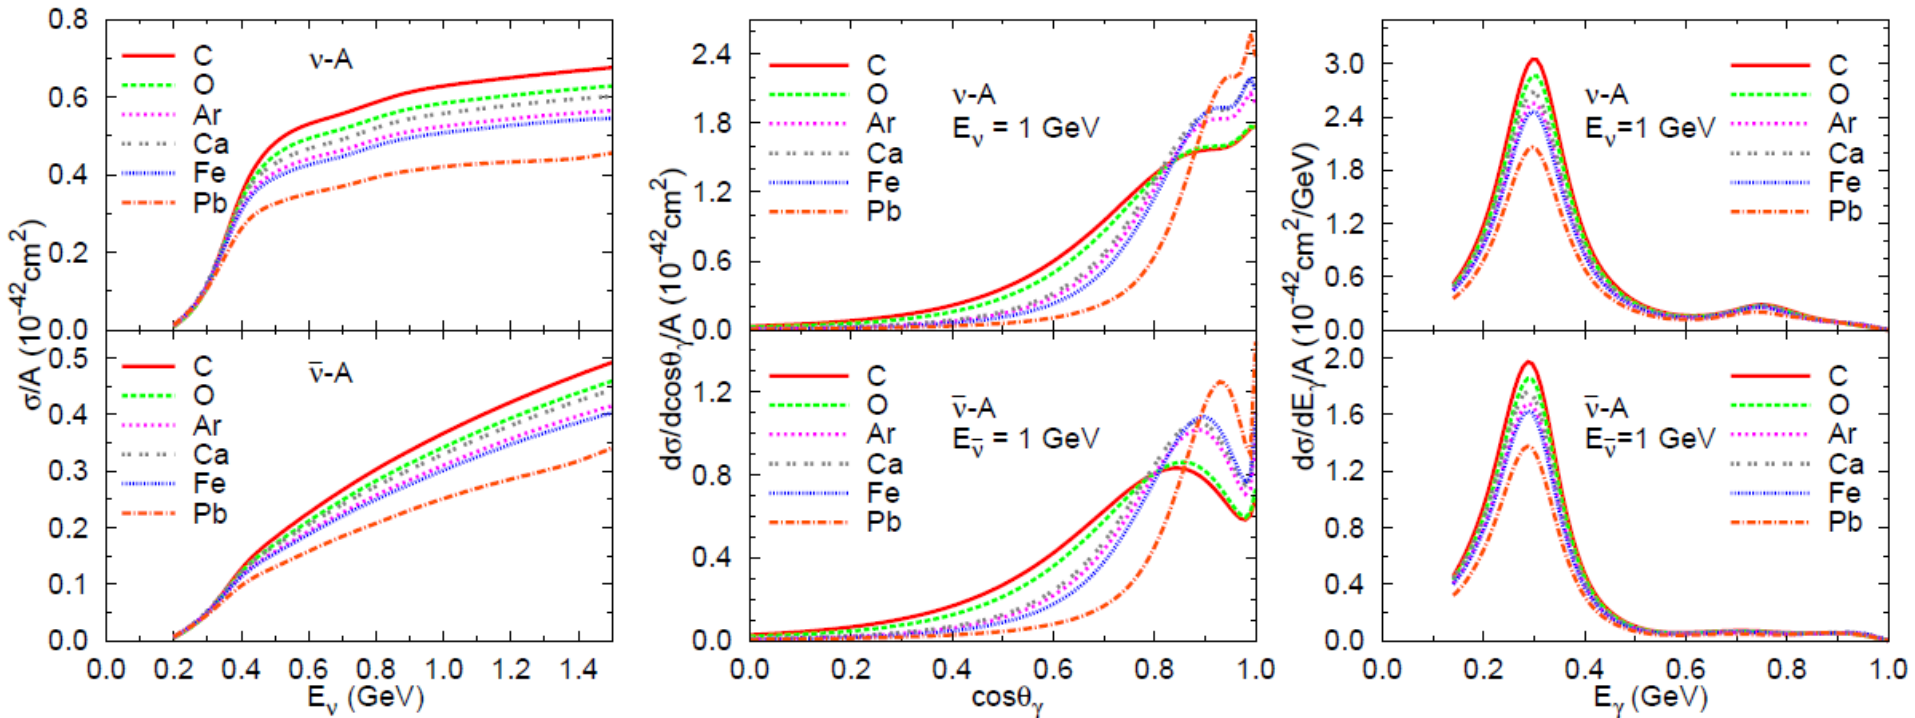 σ/A (10⁻⁴²cm²)
0.8
0.6
0.4
0.2
0.0
C
O
Ar
Ca
Fe
Pb
ν-A
0.5
0.4
0.3
0.2
0.1
0.0
C
O
Ar
Ca
Fe
Pb
ν̄-A
0.0 0.2 0.4 0.6 0.8 1.0 1.2 1.4
E_ν (GeV)
dσ/dcosθ_γ/A (10⁻⁴²cm²)
2.4
1.8
1.2
0.6
0.0
C
O
Ar
Ca
Fe
Pb
ν-A
E_ν = 1 GeV
1.2
0.8
0.4
0.0
C
O
Ar
Ca
Fe
Pb
ν̄-A
E_ν̄ = 1 GeV
0.0 0.2 0.4 0.6 0.8 1.0
cosθ_γ
dσ/dE_γ/A (10⁻⁴²cm²/GeV)
3.0
2.4
1.8
1.2
0.6
0.0
ν-A
E_ν=1 GeV
C
O
Ar
Ca
Fe
Pb
2.0
1.6
1.2
0.8
0.4
0.0
ν̄-A
E_ν̄=1 GeV
C
O
Ar
Ca
Fe
Pb
0.0 0.2 0.4 0.6 0.8 1.0
E_γ (GeV)